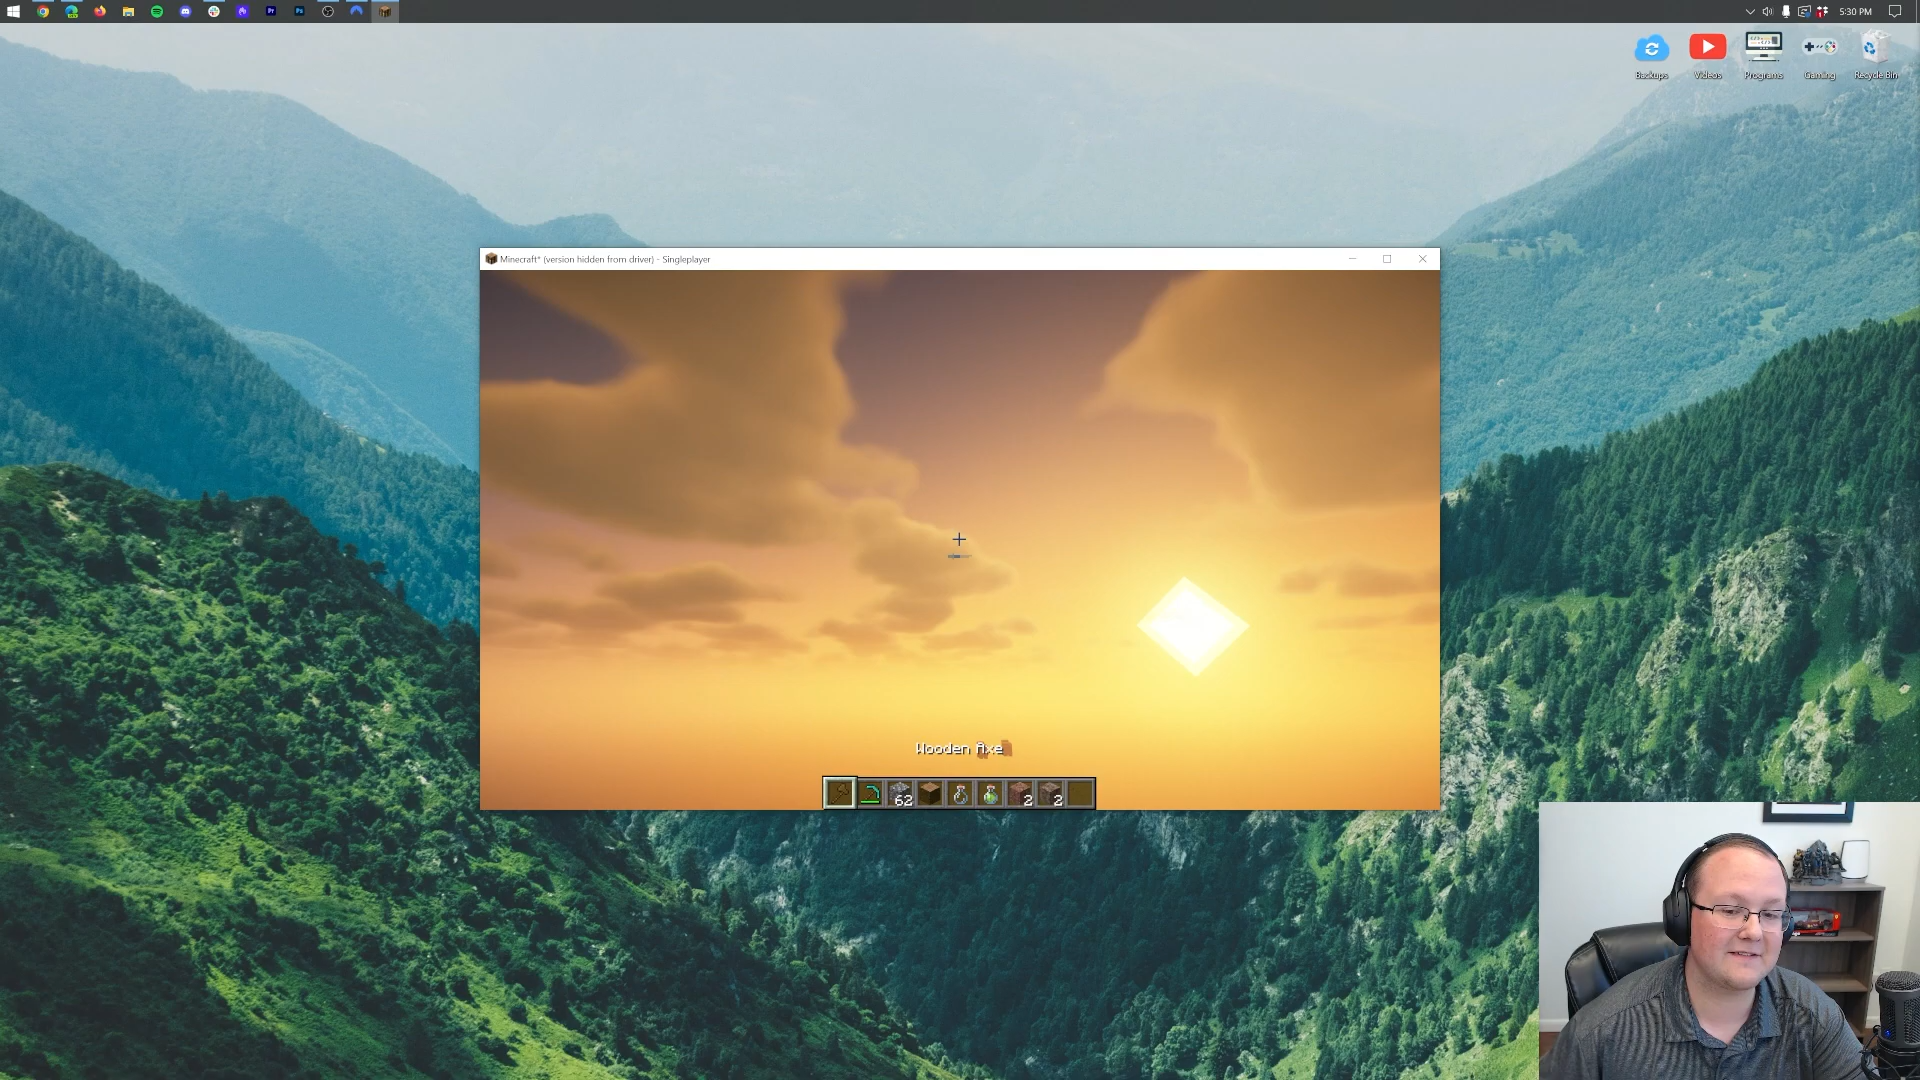 5:30 PM
Backups
Videos
Programs
Gaming
Recycle Bin
Minecraft* (version hidden from driver) - Singleplayer
Wooden Axe
62
2
2